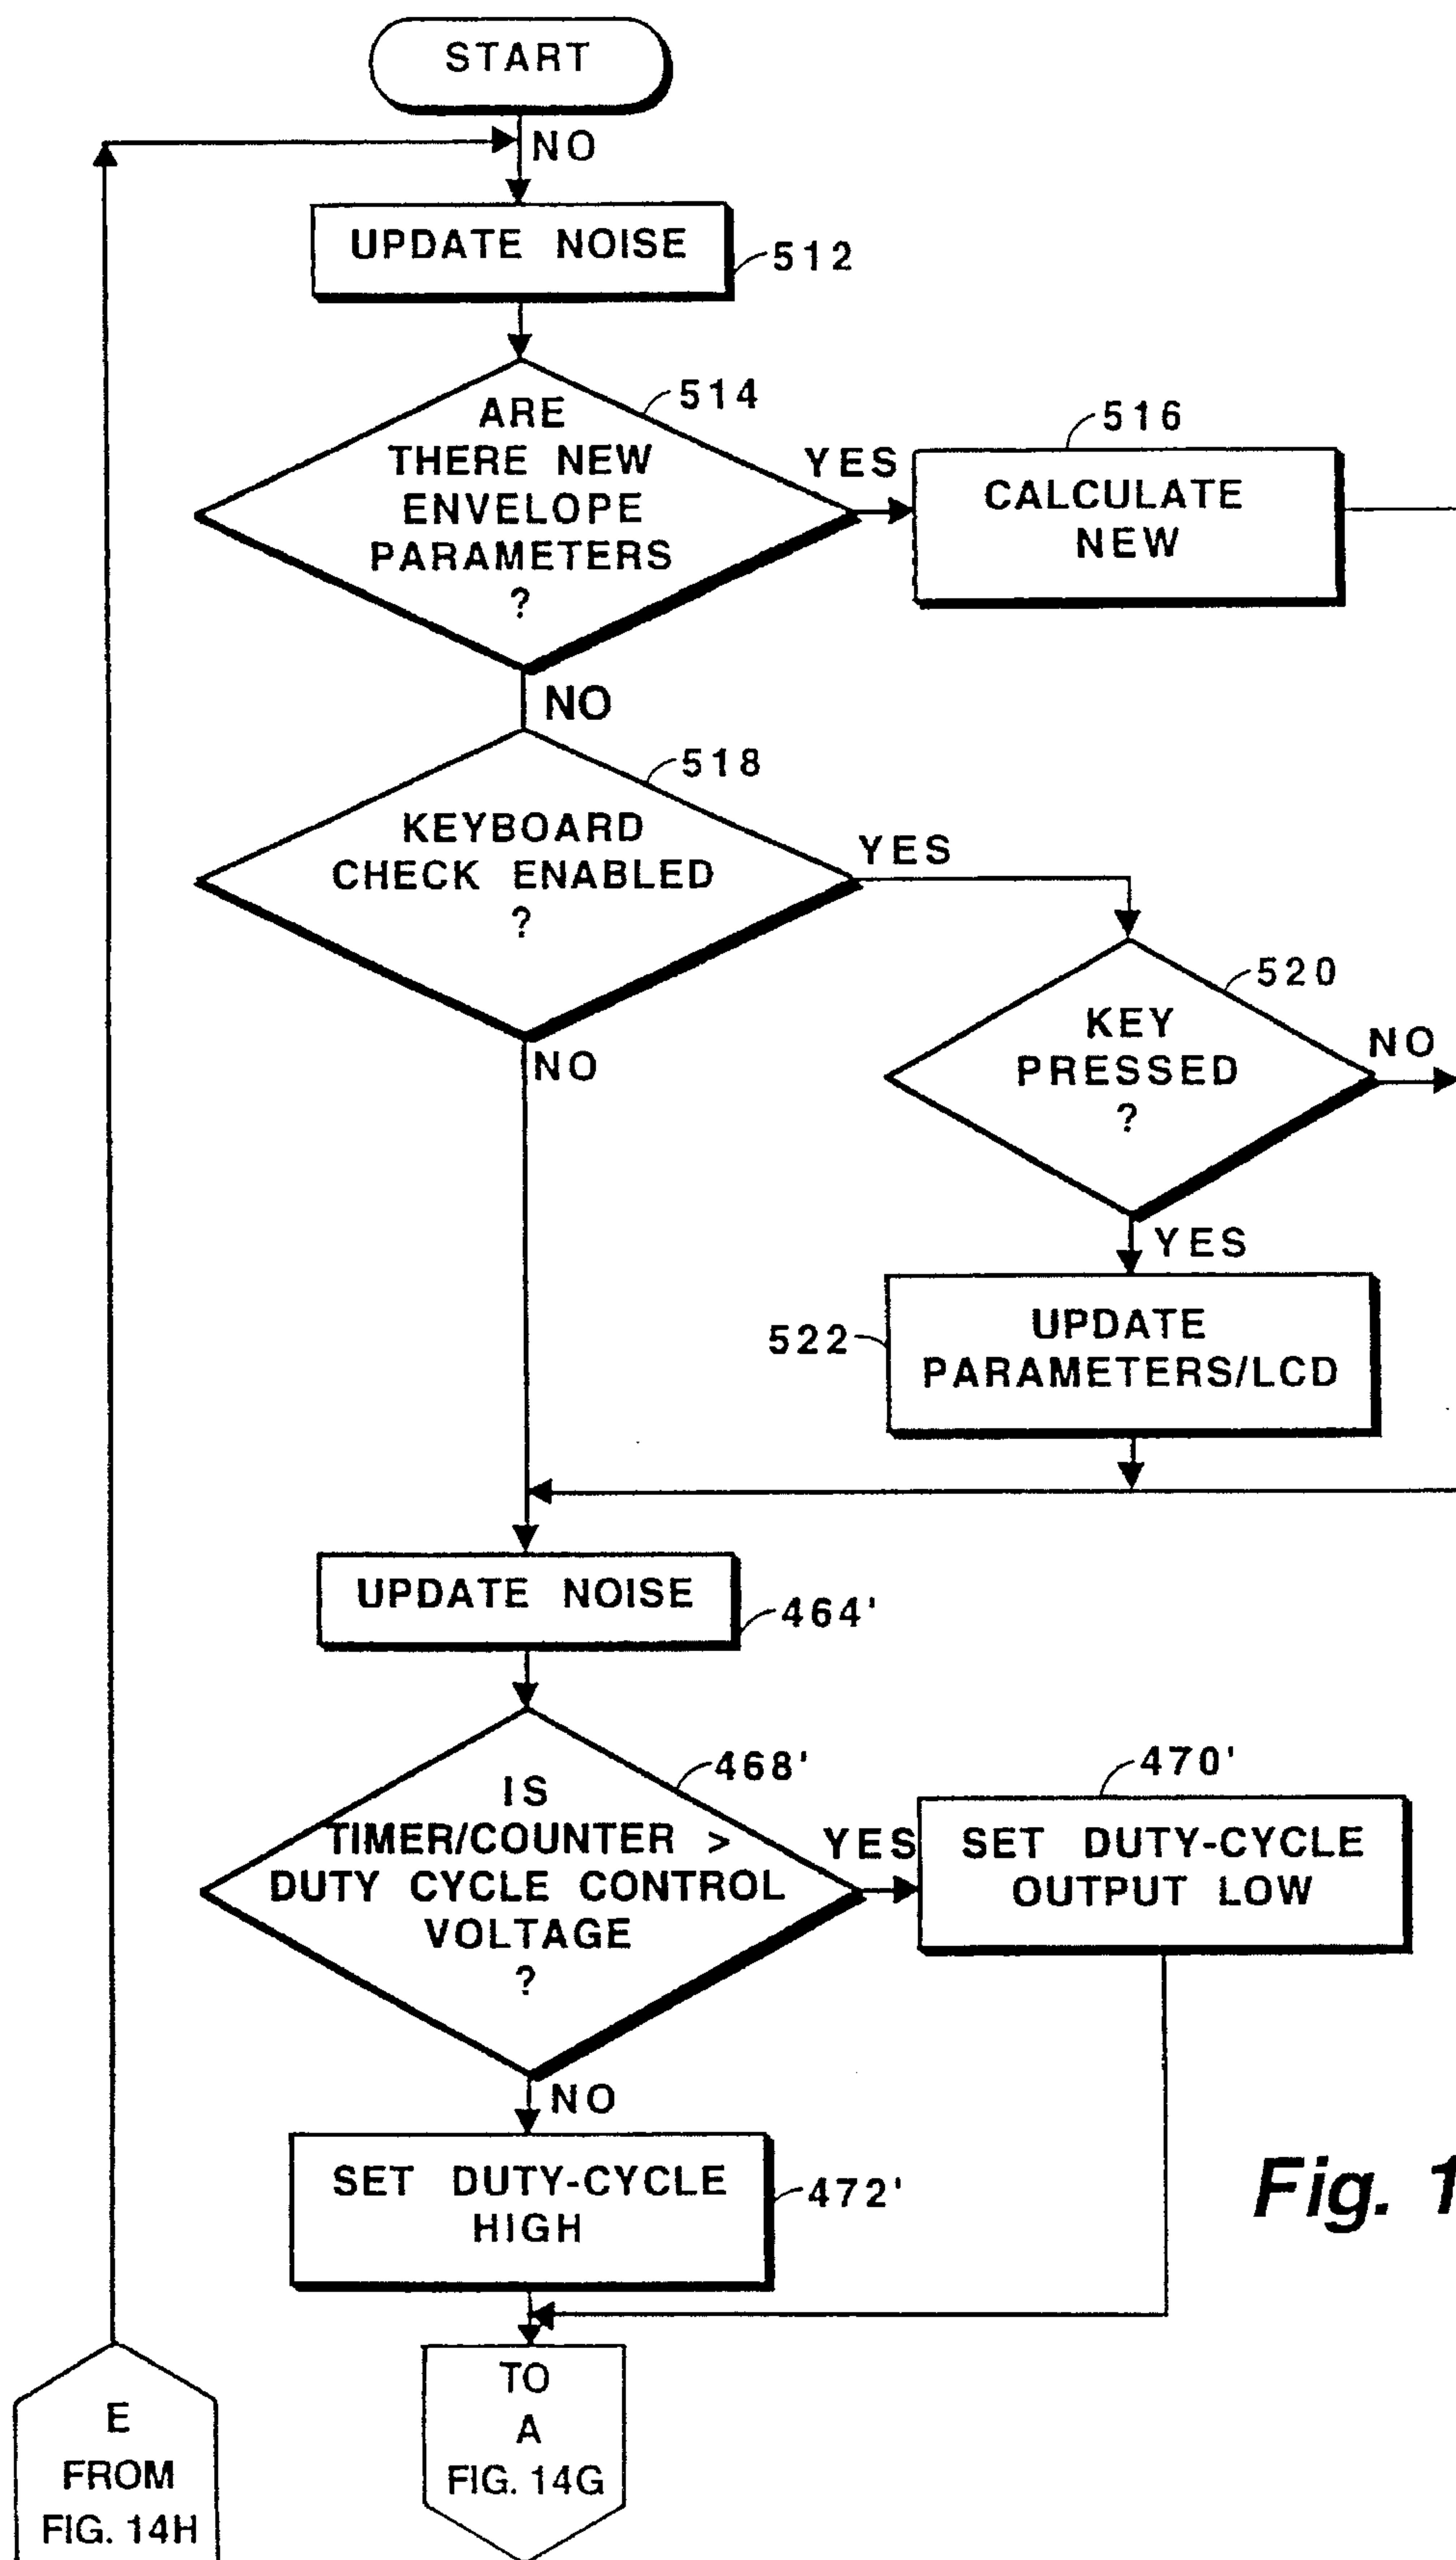 START
NO
UPDATE NOISE
512
ARE
THERE NEW
ENVELOPE
PARAMETERS
?
514
YES
516
CALCULATE
NEW
NO
518
KEYBOARD
CHECK ENABLED
?
YES
520
KEY
PRESSED
?
NO
NO
YES
522
UPDATE
PARAMETERS/LCD
UPDATE NOISE
464'
468'
IS
TIMER/COUNTER >
DUTY CYCLE CONTROL
VOLTAGE
?
YES
470'
SET DUTY-CYCLE
OUTPUT LOW
NO
SET DUTY-CYCLE
HIGH
472'
Fig. 1
TO
A
FIG. 14G
E
FROM
FIG. 14H